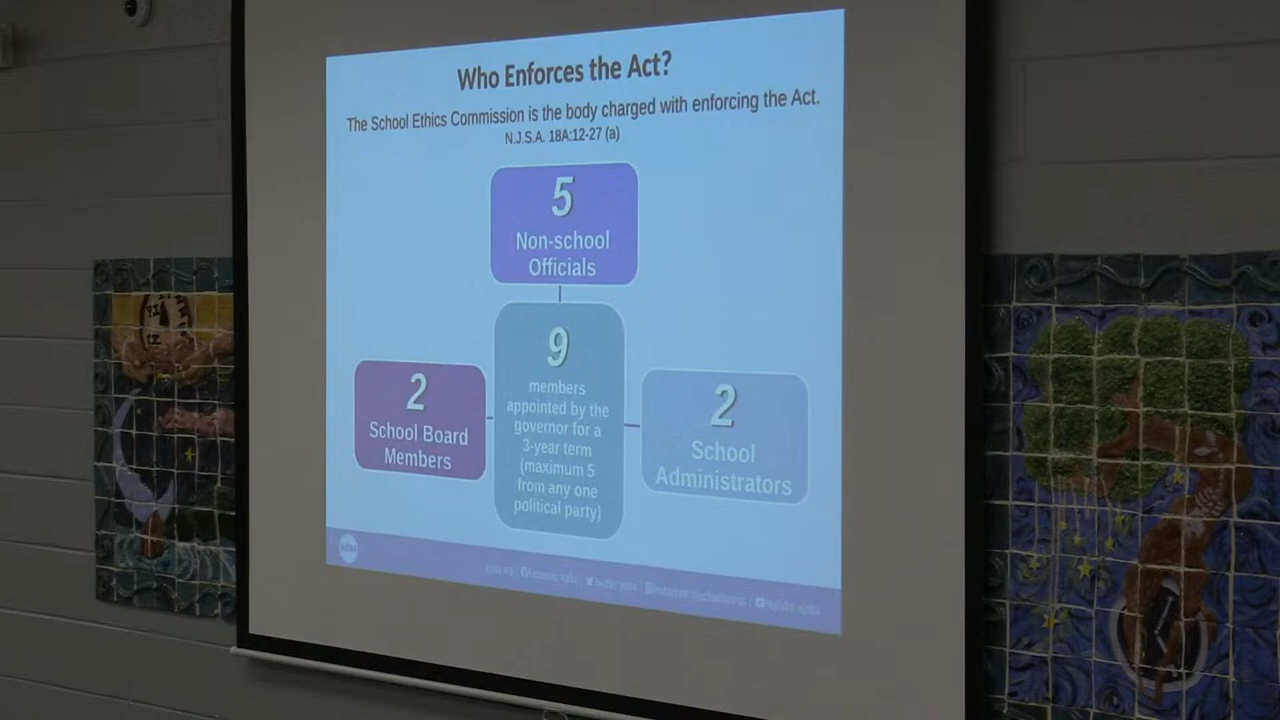 Who Enforces the Act?
The School Ethics Commission is the body charged with enforcing the Act.
N.J.S.A. 18A:12-27 (a)
5
Non-school
Officials
9
members
appointed by the
governor for a
3-year term
(maximum 5
from any one
political party)
2
School Board
Members
2
School
Administrators